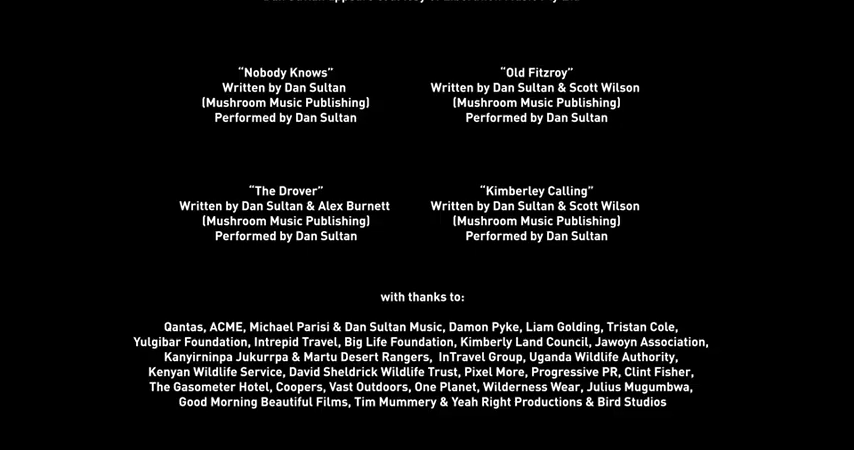 “Nobody Knows”
Written by Dan Sultan
(Mushroom Music Publishing)
Performed by Dan Sultan
“Old Fitzroy”
Written by Dan Sultan & Scott Wilson
(Mushroom Music Publishing)
Performed by Dan Sultan
“The Drover”
Written by Dan Sultan & Alex Burnett
(Mushroom Music Publishing)
Performed by Dan Sultan
“Kimberley Calling”
Written by Dan Sultan & Scott Wilson
(Mushroom Music Publishing)
Performed by Dan Sultan
with thanks to:
Qantas, ACME, Michael Parisi & Dan Sultan Music, Damon Pyke, Liam Golding, Tristan Cole,
Yulgibar Foundation, Intrepid Travel, Big Life Foundation, Kimberly Land Council, Jawoyn Association,
Kanyirninpa Jukurrpa & Martu Desert Rangers, InTravel Group, Uganda Wildlife Authority,
Kenyan Wildlife Service, David Sheldrick Wildlife Trust, Pixel More, Progressive PR, Clint Fisher,
The Gasometer Hotel, Coopers, Vast Outdoors, One Planet, Wilderness Wear, Julius Mugumbwa,
Good Morning Beautiful Films, Tim Mummery & Yeah Right Productions & Bird Studios